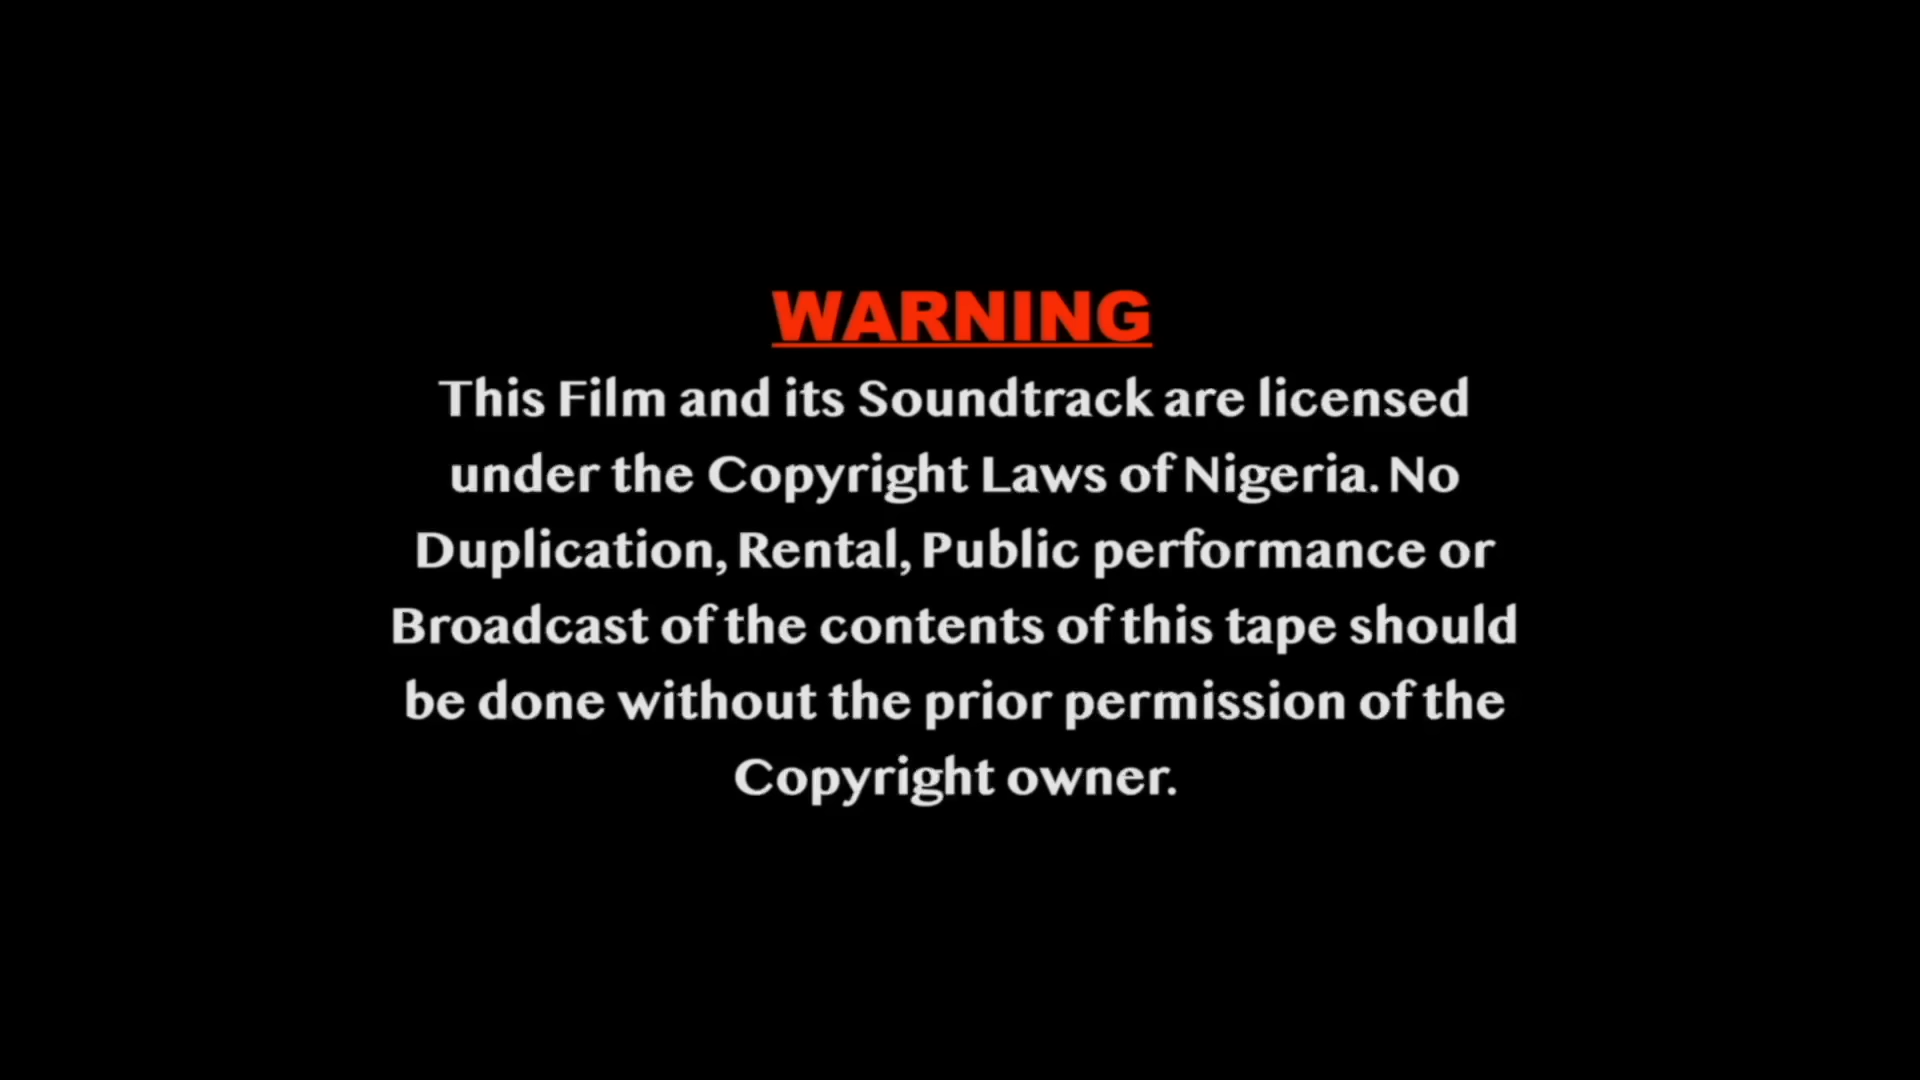 WARNING
This Film and its Soundtrack are licensed
under the Copyright Laws of Nigeria. No
Duplication, Rental, Public performance or
Broadcast of the contents of this tape should
be done without the prior permission of the
Copyright owner.